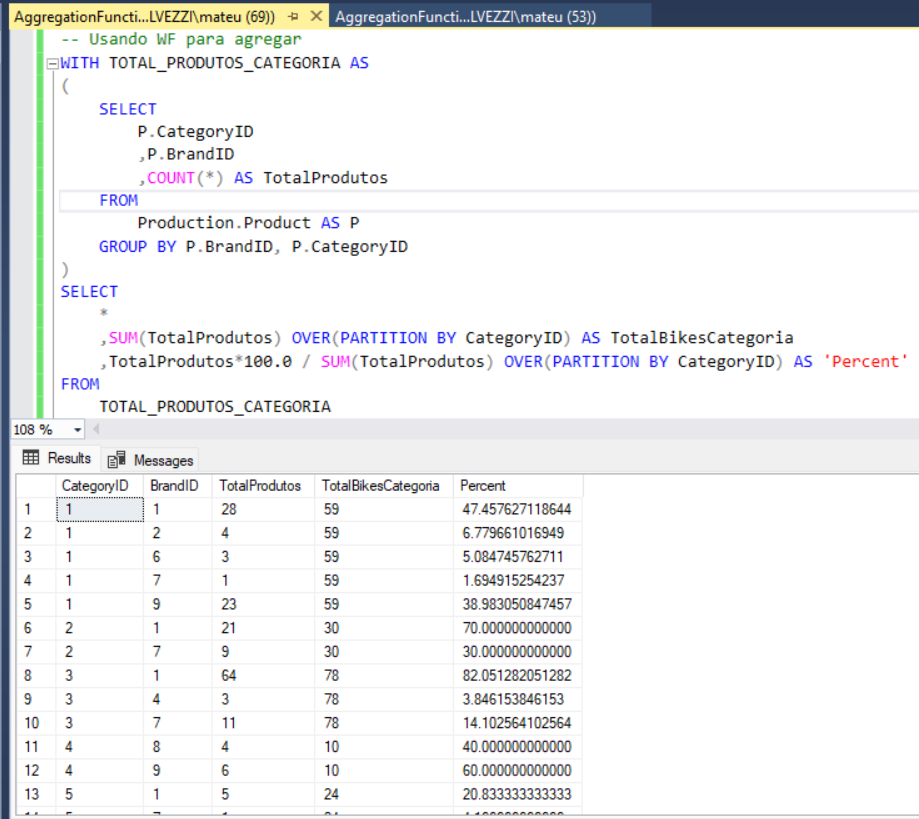 AggregationFuncti...LVEZZI\mateu (69)) AggregationFuncti...LVEZZI\mateu (53))
-- Usando WF para agregar
WITH TOTAL_PRODUTOS_CATEGORIA AS
(
SELECT
P.CategoryID
,P.BrandID
,COUNT(*) AS TotalProdutos
FROM
Production.Product AS P
GROUP BY P.BrandID, P.CategoryID
)
SELECT
*
,SUM(TotalProdutos) OVER(PARTITION BY CategoryID) AS TotalBikesCategoria
,TotalProdutos*100.0 / SUM(TotalProdutos) OVER(PARTITION BY CategoryID) AS 'Percent'
FROM
TOTAL_PRODUTOS_CATEGORIA
108 %
Results Messages
CategoryID BrandID TotalProdutos TotalBikesCategoria Percent
1 1 1 28 59 47.457627118644
2 1 2 4 59 6.779661016949
3 1 6 3 59 5.084745762711
4 1 7 1 59 1.694915254237
5 1 9 23 59 38.983050847457
6 2 1 21 30 70.000000000000
7 2 7 9 30 30.000000000000
8 3 1 64 78 82.051282051282
9 3 4 3 78 3.846153846153
10 3 7 11 78 14.102564102564
11 4 8 4 10 40.000000000000
12 4 9 6 10 60.000000000000
13 5 1 5 24 20.833333333333